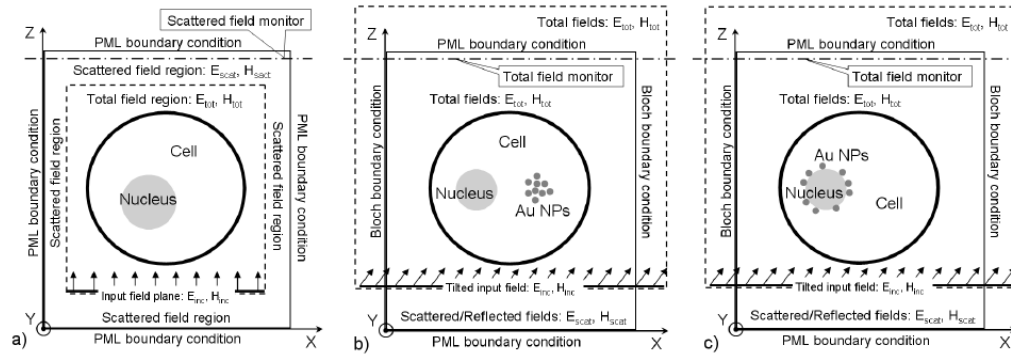 Scattered field monitor
Z
PML boundary condition
Scattered field region: E_scat, H_sact
Total field region: E_tot, H_tot
PML boundary condition
Scattered field region
Cell
Nucleus
Scattered field region
PML boundary condition
Input field plane: E_inc, H_inc
Scattered field region
Y
PML boundary condition
X
a)
Total fields: E_tot, H_tot
Z
PML boundary condition
Total field monitor
Total fields: E_tot, H_tot
Bloch boundary condition
Cell
Nucleus
Au NPs
Bloch boundary condition
Tilted input field: E_inc, H_inc
Scattered/Reflected fields: E_scat, H_scat
Y
PML boundary condition
X
b)
Total fields: E_tot, H_tot
Z
PML boundary condition
Total field monitor
Total fields: E_tot, H_tot
Bloch boundary condition
Au NPs
Nucleus
Cell
Bloch boundary condition
Tilted input field: E_inc, H_inc
Scattered/Reflected fields: E_scat, H_scat
Y
PML boundary condition
X
c)